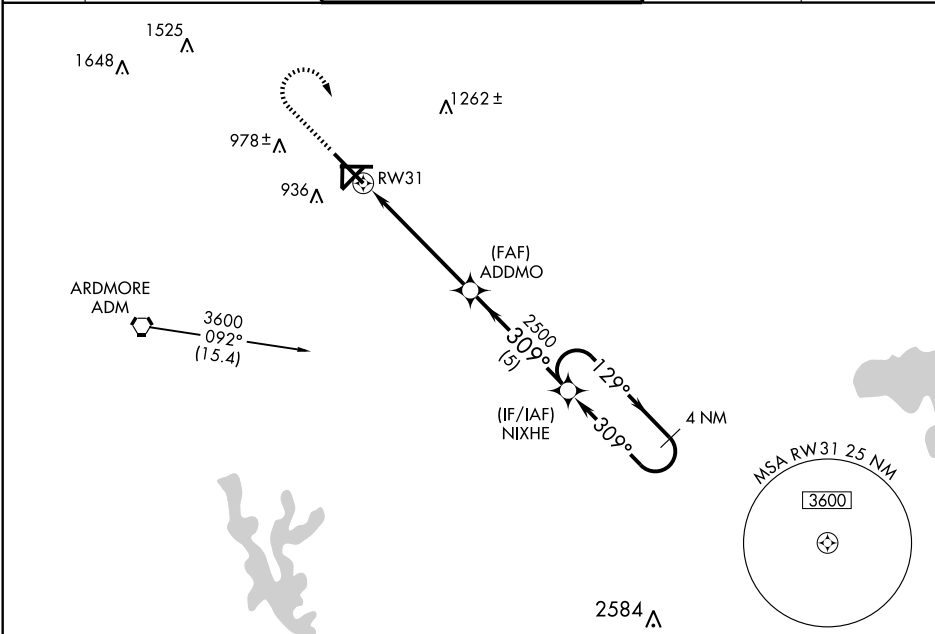 1525
1648
1262 ±
978 ±
RW31
936
(FAF)
ADDMO
ARDMORE
ADM
3600
092°
(15.4)
2500
309°
(5)
129°
(IF/IAF)
NIXHE
309°
4 NM
MSA RW31 25 NM
3600
2584